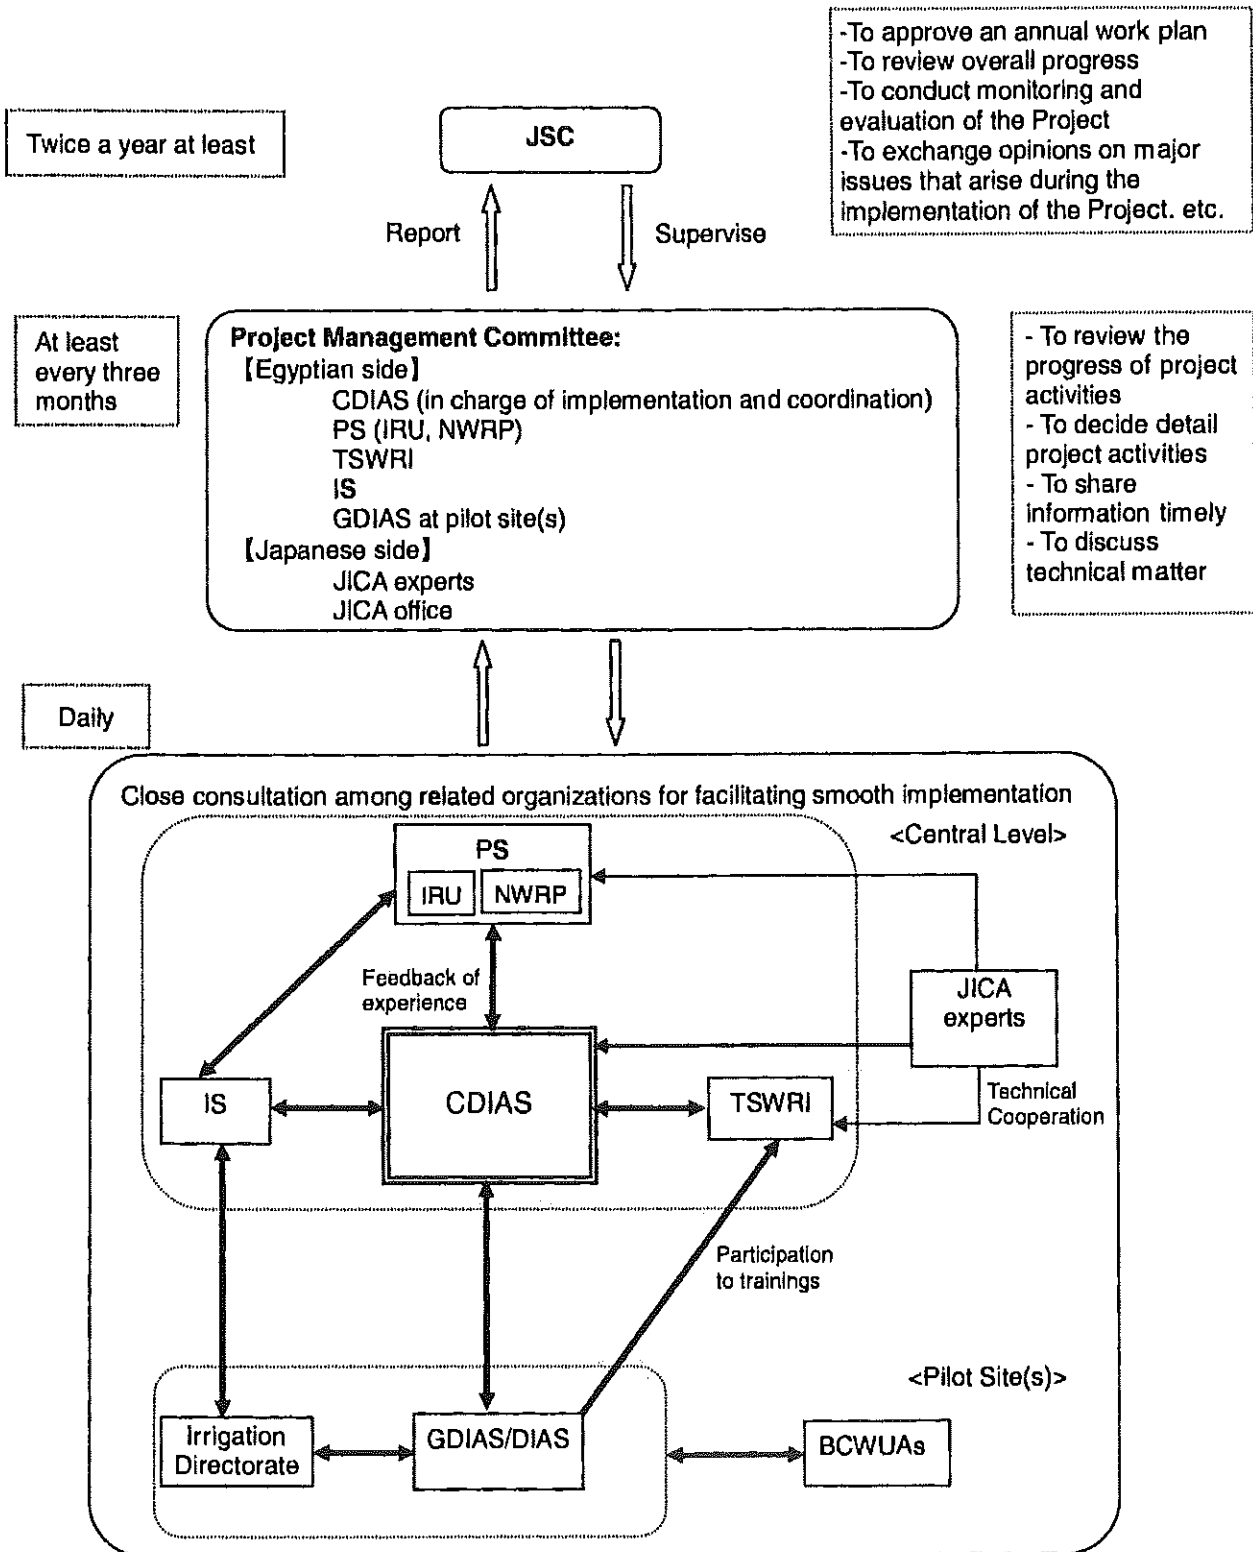 -To approve an annual work plan
-To review overall progress
-To conduct monitoring and
evaluation of the Project
-To exchange opinions on major
issues that arise during the
implementation of the Project. etc.
Twice a year at least
JSC
Report
Supervise
At least
every three
months
Project Management Committee:
【Egyptian side】
CDIAS (in charge of implementation and coordination)
PS (IRU, NWRP)
TSWRI
IS
GDIAS at pilot site(s)
【Japanese side】
JICA experts
JICA office
- To review the
progress of project
activities
- To decide detail
project activities
- To share
information timely
- To discuss
technical matter
Daily
Close consultation among related organizations for facilitating smooth implementation
<Central Level>
PS
IRU
NWRP
Feedback of
experience
JICA
experts
IS
CDIAS
TSWRI
Technical
Cooperation
Participation
to trainings
<Pilot Site(s)>
Irrigation
Directorate
GDIAS/DIAS
BCWUAs